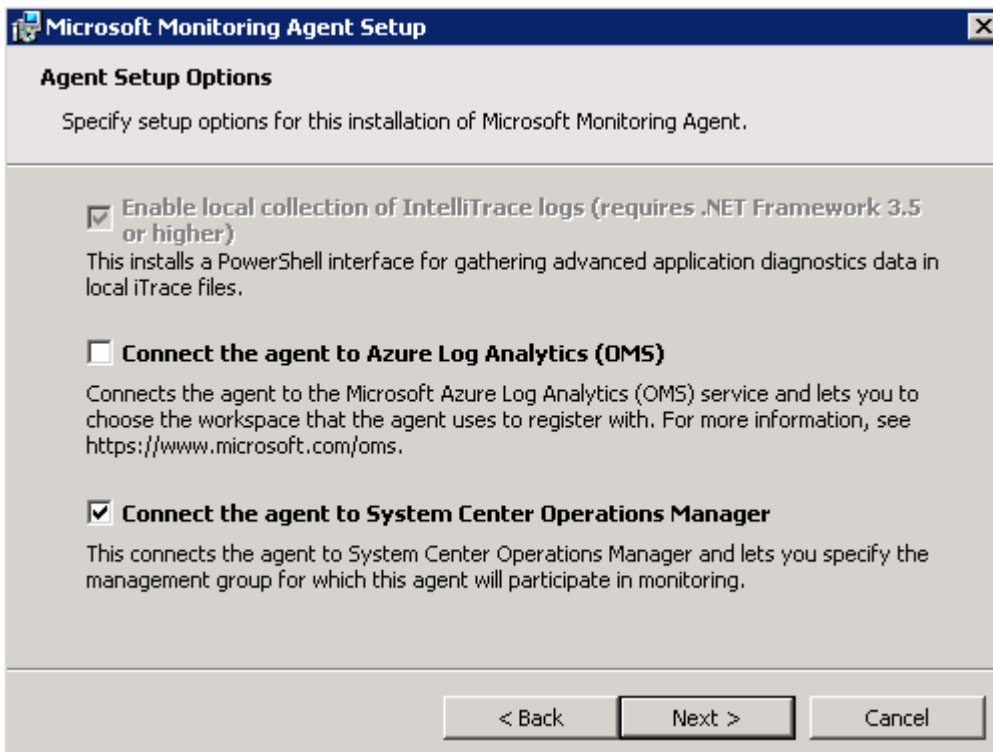 Microsoft Monitoring Agent Setup
Agent Setup Options
Specify setup options for this installation of Microsoft Monitoring Agent.
Enable local collection of IntelliTrace logs (requires .NET Framework 3.5
or higher)
This installs a PowerShell interface for gathering advanced application diagnostics data in
local iTrace files.
Connect the agent to Azure Log Analytics (OMS)
Connects the agent to the Microsoft Azure Log Analytics (OMS) service and lets you to
choose the workspace that the agent uses to register with. For more information, see
https://www.microsoft.com/oms.
Connect the agent to System Center Operations Manager
This connects the agent to System Center Operations Manager and lets you specify the
management group for which this agent will participate in monitoring.
< Back Next > Cancel